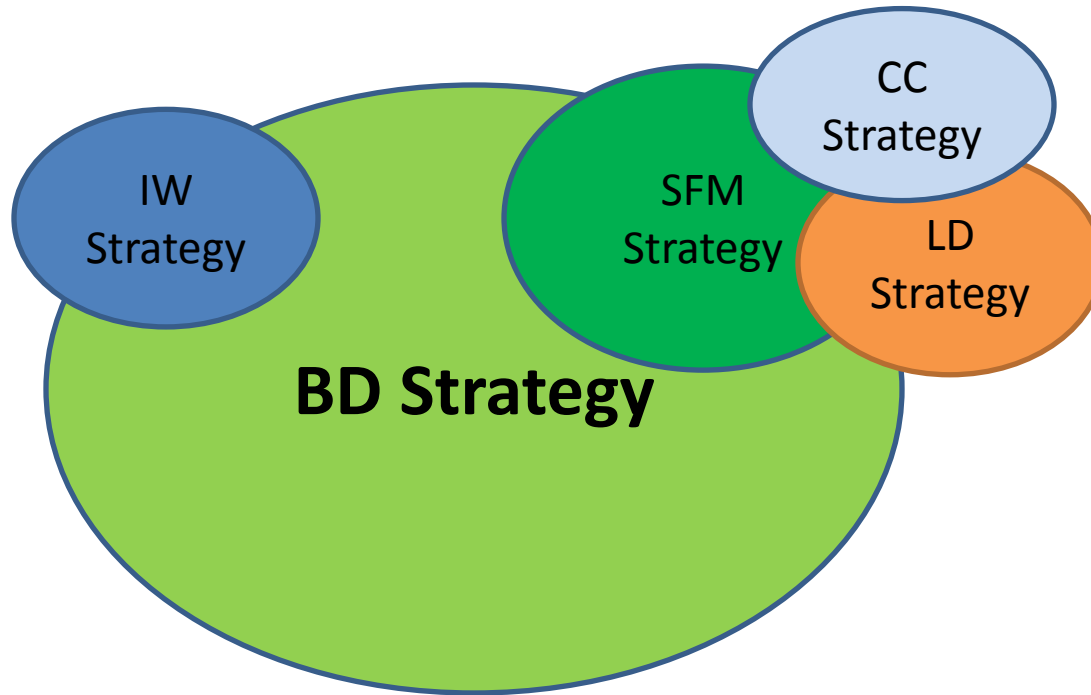 CC
Strategy
IW
Strategy
SFM
Strategy
LD
Strategy
BD Strategy